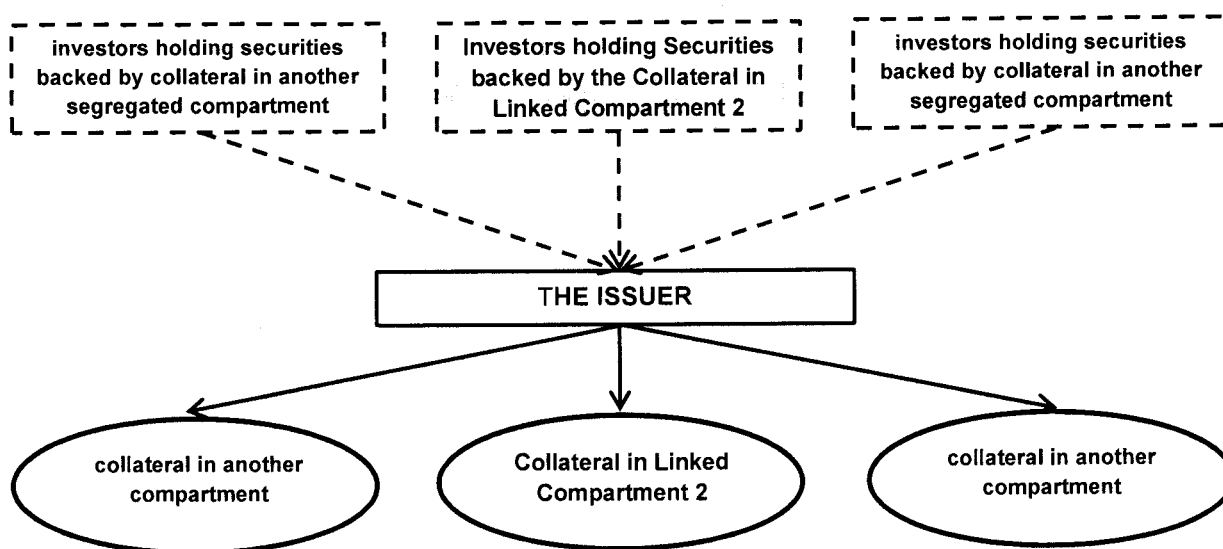 investors holding securities
backed by collateral in another
segregated compartment
Investors holding Securities
backed by the Collateral in
Linked Compartment 2
investors holding securities
backed by collateral in another
segregated compartment
THE ISSUER
collateral in another
compartment
Collateral in Linked
Compartment 2
collateral in another
compartment